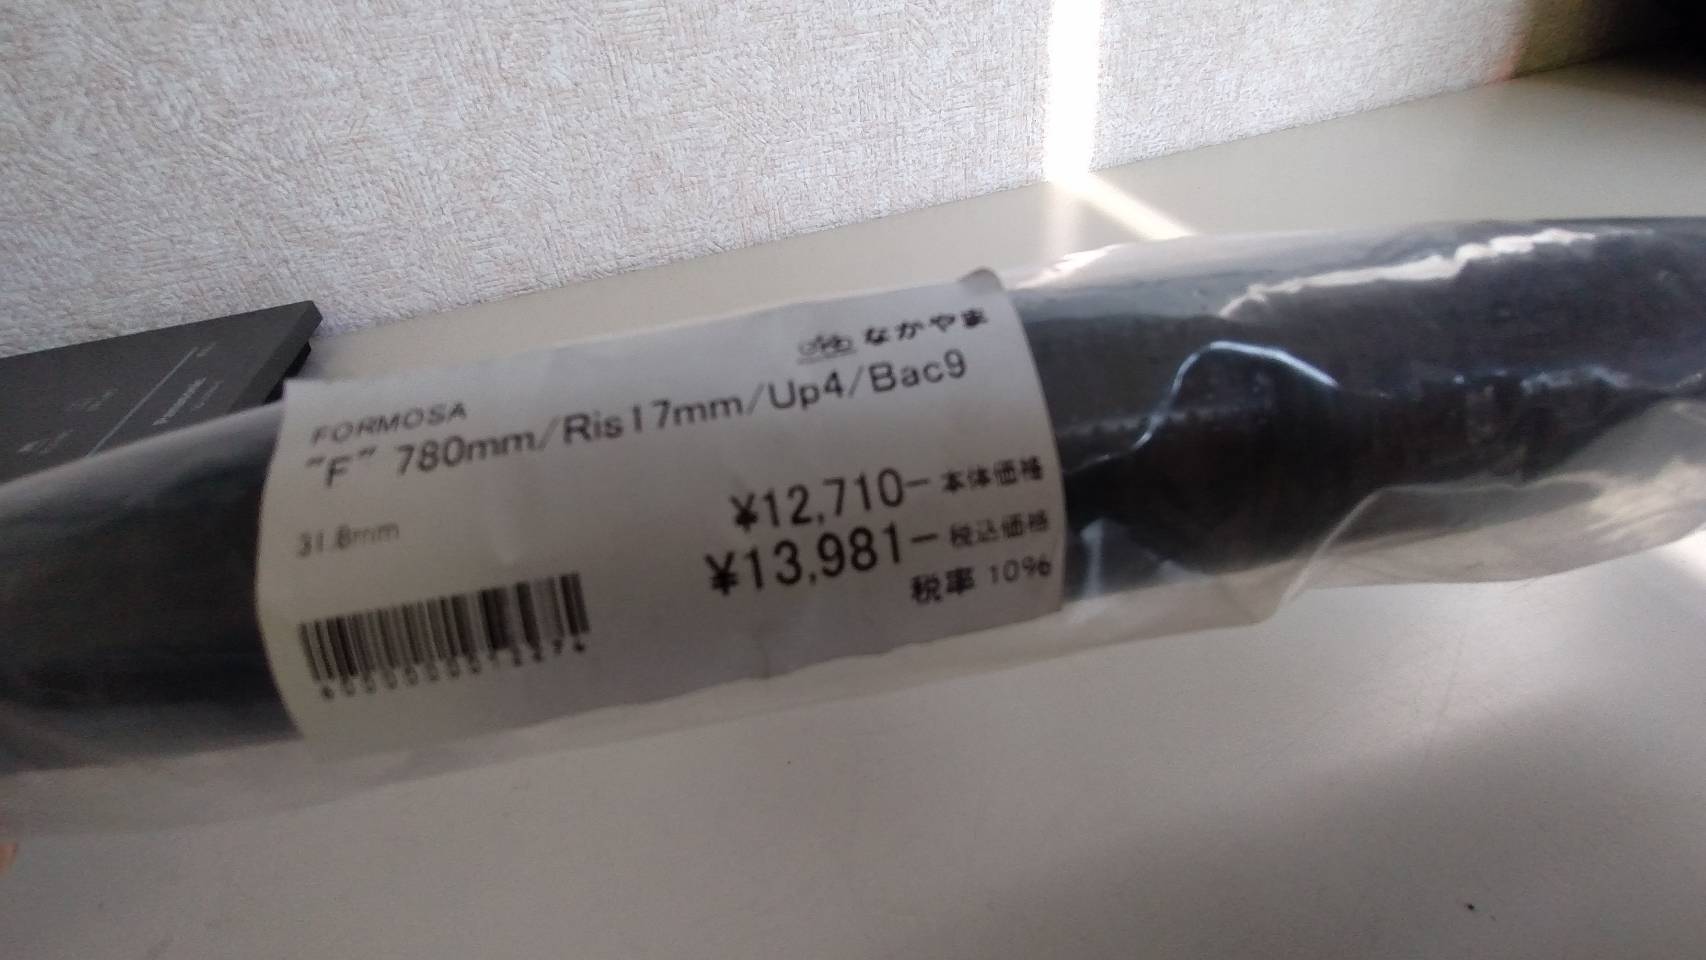 なかやま
FORMOSA
"F" 780mm/Ris17mm/Up4/Bac9
¥12,710- 本体価格
31.8mm
¥13,981- 税込価格
税率 10%